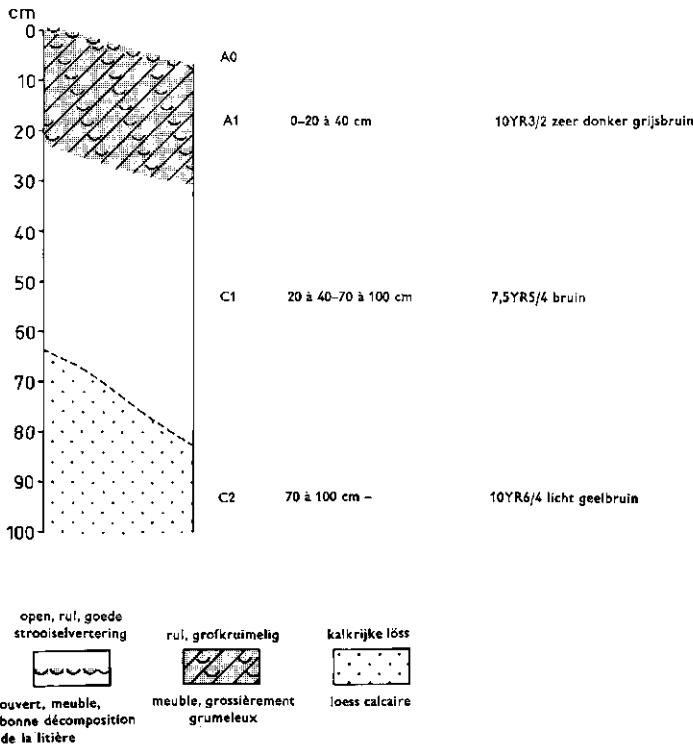 cm
0
A0
10
A1 0–20 à 40 cm 10YR3/2 zeer donker grijsbruin
20
30
40
50
C1 20 à 40–70 à 100 cm 7,5YR5/4 bruin
60
70
80
90
C2 70 à 100 cm – 10YR6/4 licht geelbruin
100
open, rul, goede
strooiselvertering
rul, grofkruimelig
kalkrijke löss
ouvert, meuble,
bonne décomposition
de la litière
meuble, grossièrement
grumeleux
loess calcaire